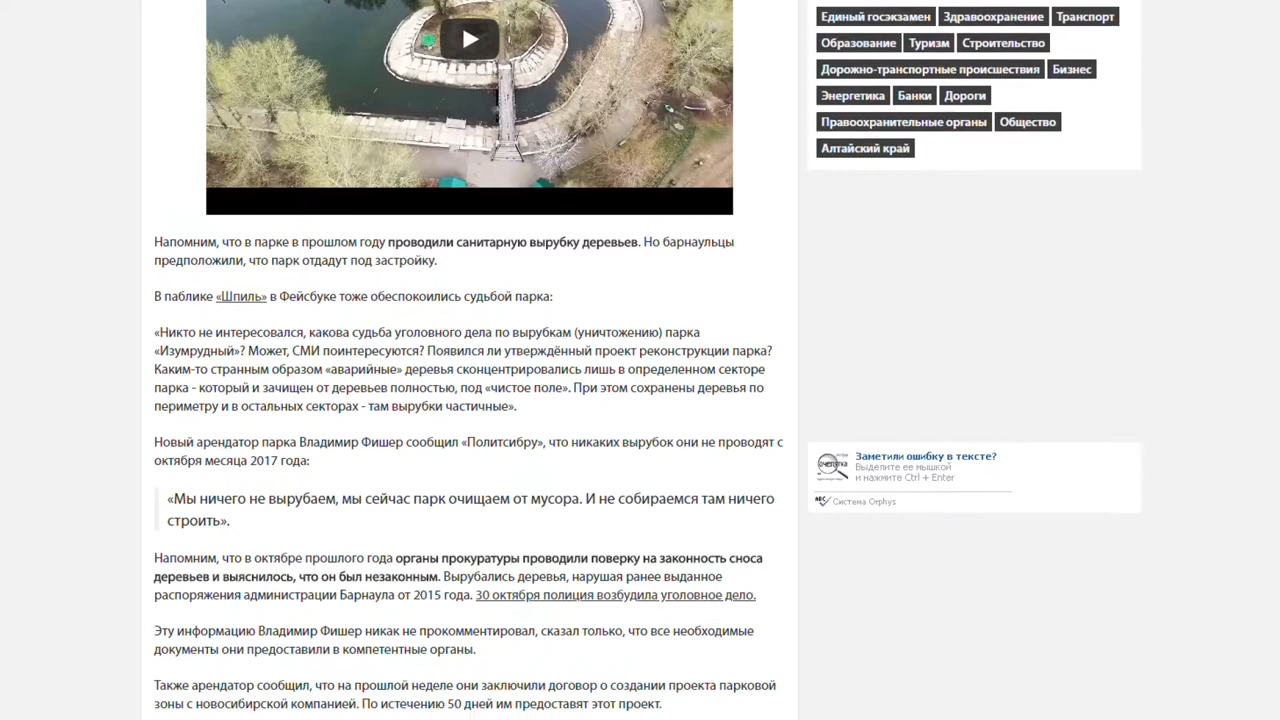 Напомним, что в парке в прошлом году проводили санитарную вырубку деревьев. Но барнаульцы
предположили, что парк отдадут под застройку.
В паблике «Шпиль» в Фейсбуке тоже обеспокоились судьбой парка:
«Никто не интересовался, какова судьба уголовного дела по вырубкам (уничтожению) парка
«Изумрудный»? Может, СМИ поинтересуются? Появился ли утверждённый проект реконструкции парка?
Каким-то странным образом «аварийные» деревья сконцентрировались лишь в определенном секторе
парка - который и зачищен от деревьев полностью, под «чистое поле». При этом сохранены деревья по
периметру и в остальных секторах - там вырубки частичные».
Новый арендатор парка Владимир Фишер сообщил «Политсибру», что никаких вырубок они не проводят с
октября месяца 2017 года:
«Мы ничего не вырубаем, мы сейчас парк очищаем от мусора. И не собираемся там ничего
строить».
Напомним, что в октябре прошлого года органы прокуратуры проводили поверку на законность сноса
деревьев и выяснилось, что он был незаконным. Вырубались деревья, нарушая ранее выданное
распоряжения администрации Барнаула от 2015 года. 30 октября полиция возбудила уголовное дело.
Эту информацию Владимир Фишер никак не прокомментировал, сказал только, что все необходимые
документы они предоставили в компетентные органы.
Также арендатор сообщил, что на прошлой неделе они заключили договор о создании проекта парковой
зоны с новосибирской компанией. По истечению 50 дней им предоставят этот проект.
Единый госэкзамен Здравоохранение Транспорт
Образование Туризм Строительство
Дорожно-транспортные происшествия Бизнес
Энергетика Банки Дороги
Правоохранительные органы Общество
Алтайский край
очепятка
Заметили ошибку в тексте?
Выделите ее мышкой
и нажмите Ctrl + Enter
Система Orphys